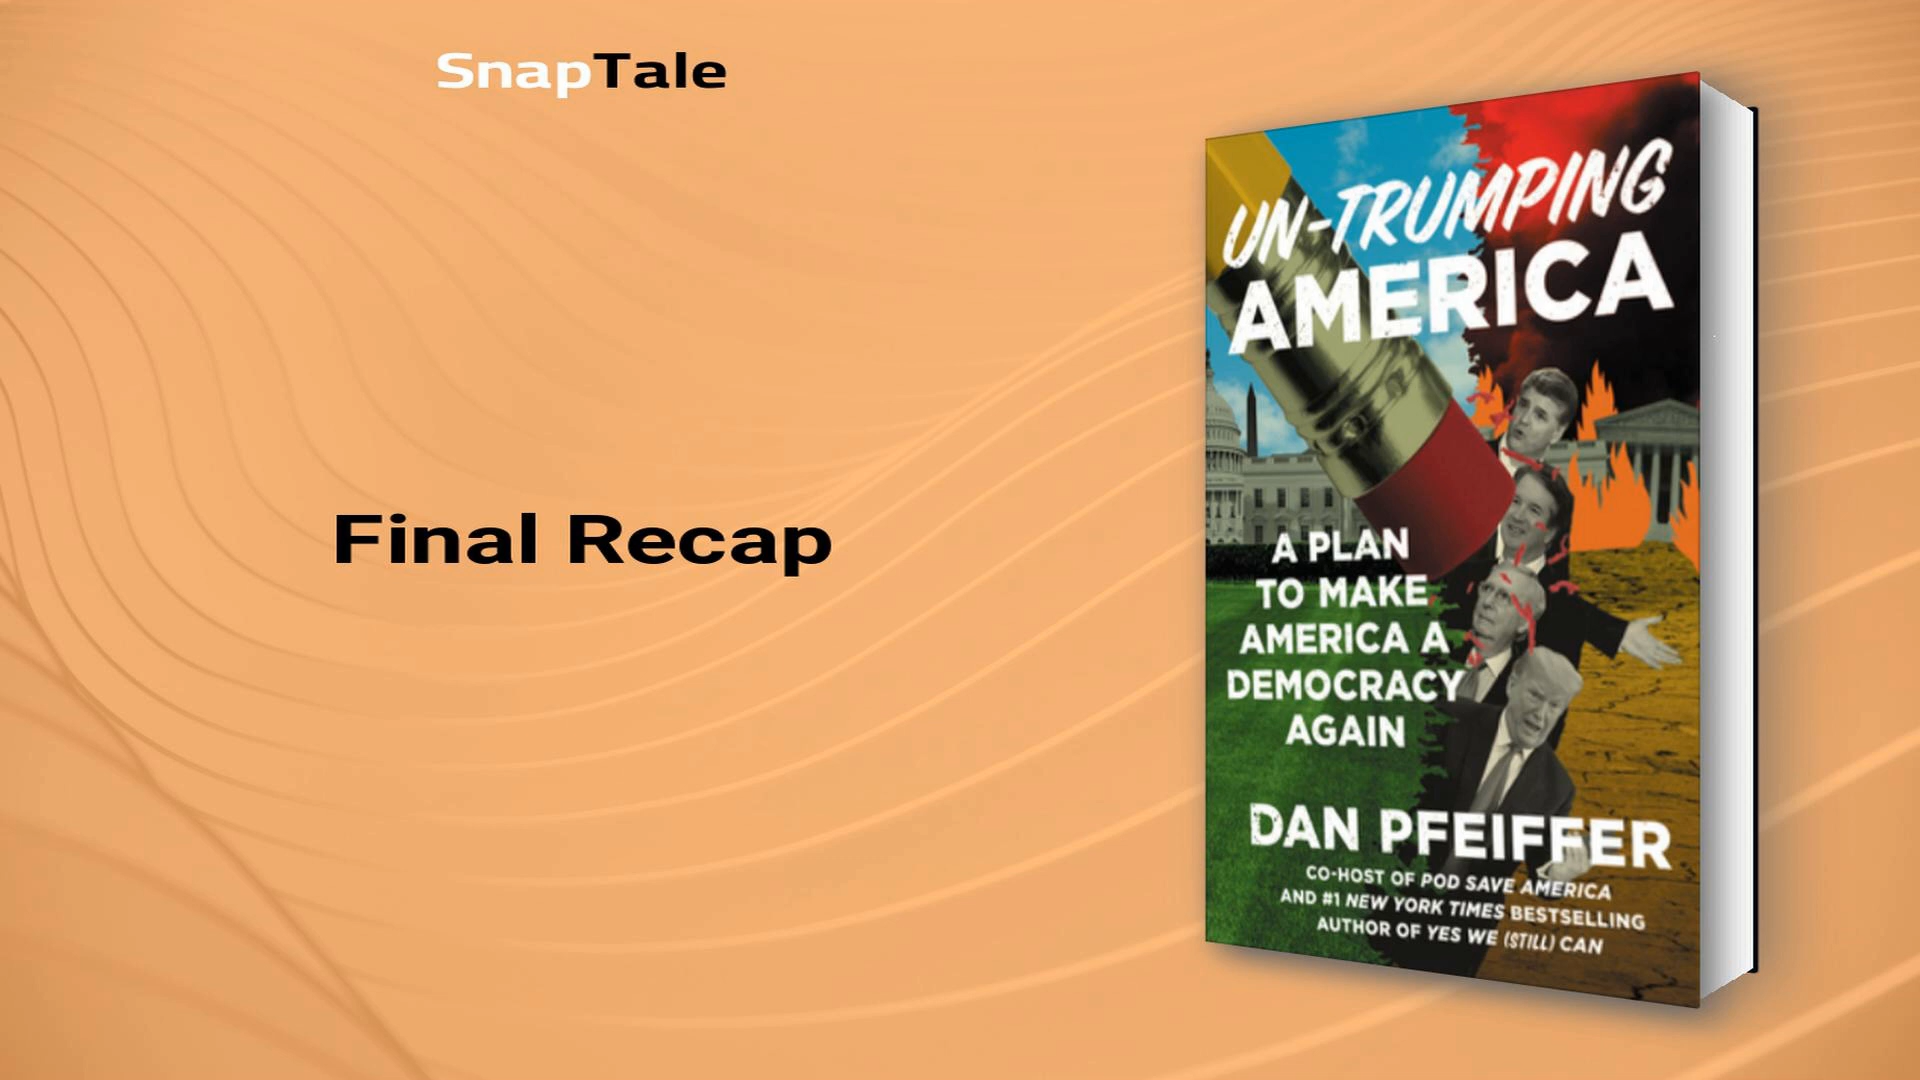 SnapTale
Final Recap
UN-TRUMPING
AMERICA
A PLAN
TO MAKE
AMERICA A
DEMOCRACY
AGAIN
DAN PFEIFFER
CO-HOST OF POD SAVE AMERICA
AND #1 NEW YORK TIMES BESTSELLING
AUTHOR OF YES WE (STILL) CAN